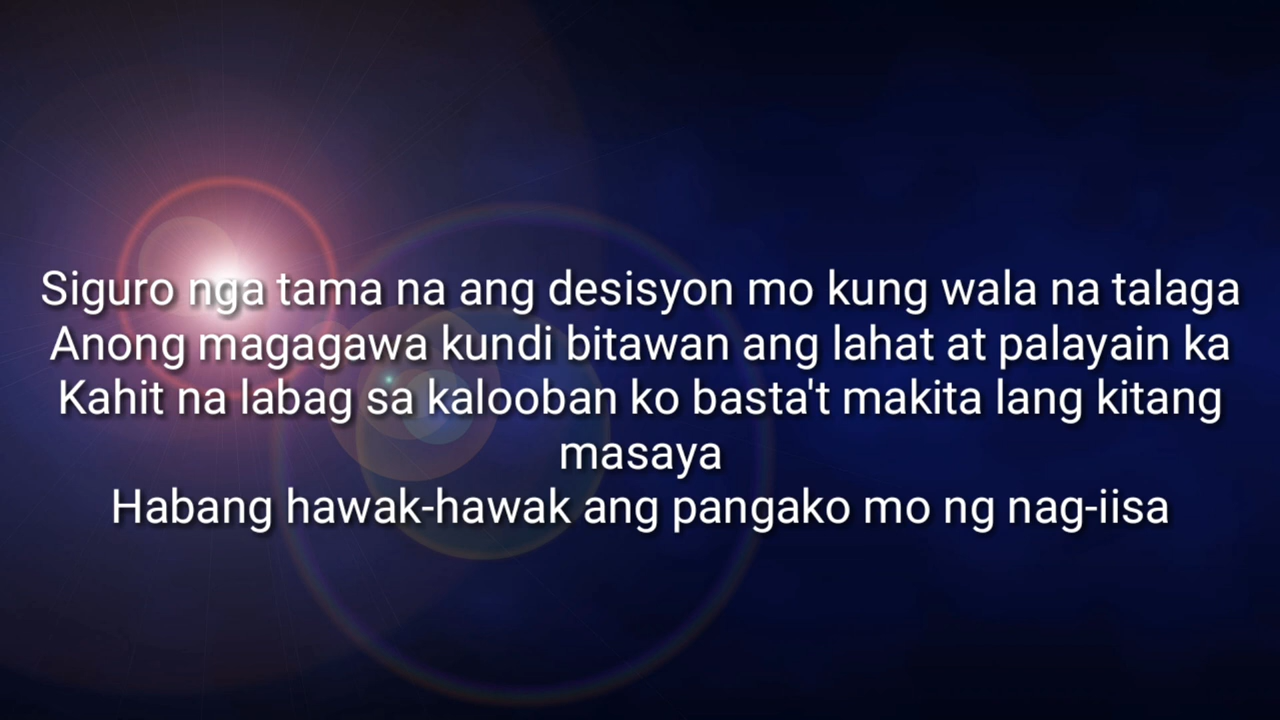 Siguro nga tama na ang desisyon mo kung wala na talaga
Anong magagawa kundi bitawan ang lahat at palayain ka
Kahit na labag sa kalooban ko basta't makita lang kitang
masaya
Habang hawak-hawak ang pangako mo ng nag-iisa